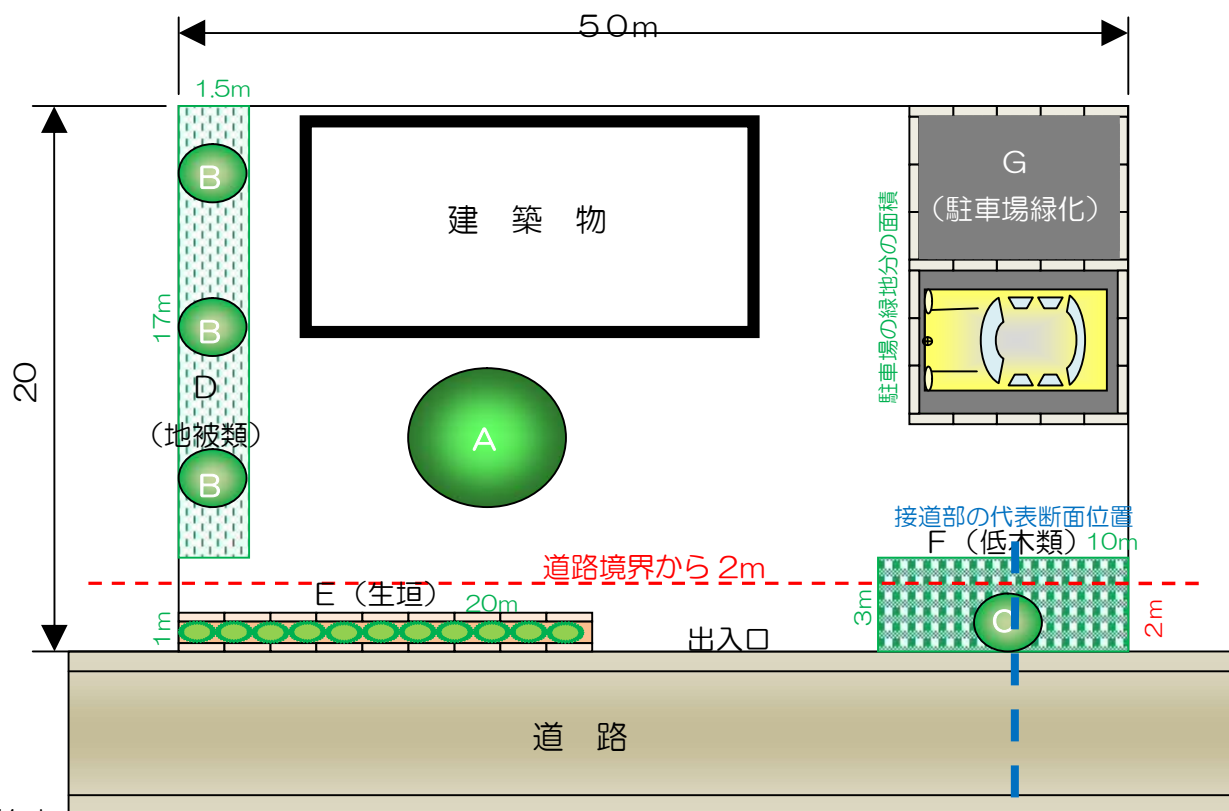 50m
1.5m
20
17m
B
B
D
(地被類)
B
建 築 物
A
G
(駐車場緑化)
駐車場の緑地分の面積
接道部の代表断面位置
F(低木類)
10m
道路境界から2m
E(生垣)
20m
1m
出入口
3m
C
2m
道 路